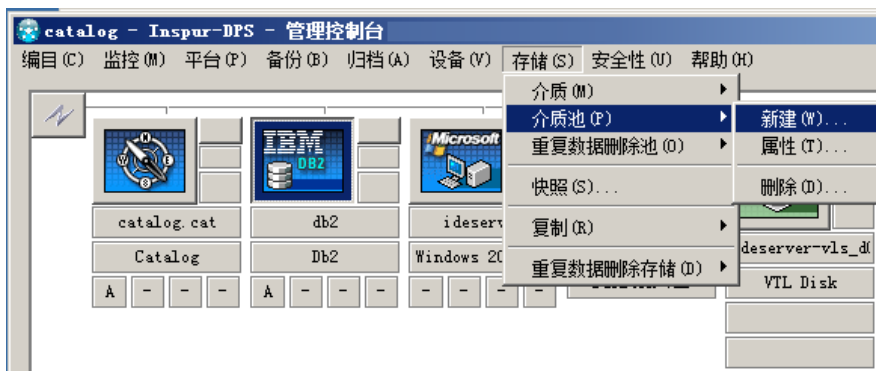 catalog - Inspur-DPS - 管理控制台
编目(C) 监控(M) 平台(P) 备份(B) 归档(A) 设备(V) 存储(S) 安全性(U) 帮助(H)
介质(M)
介质池(P)
重复数据删除池(O)
快照(S)...
复制(R)
重复数据删除存储(D)
新建(W)...
属性(T)...
删除(D)...
IBM
DB2
Microsoft
N
W
E
S
catalog.cat db2 ideserv
deserver-vls_d(
Catalog Db2 Windows 20
VTL Disk
A - - - A - - - - - - -